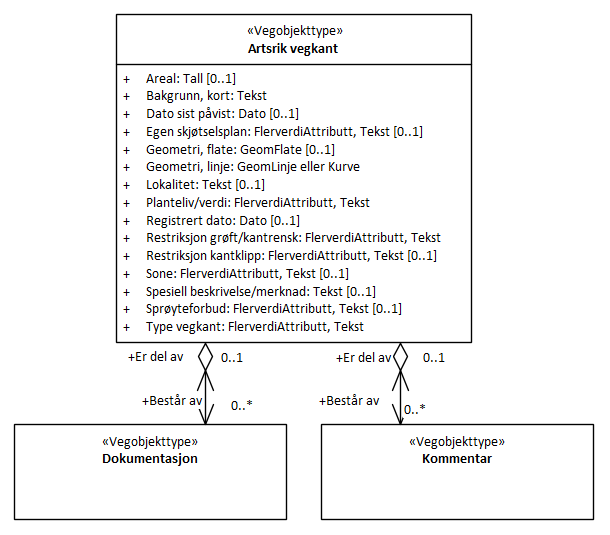 «Vegobjekttype»
Artsrik vegkant
+ Areal: Tall [0..1]
+ Bakgrunn, kort: Tekst
+ Dato sist påvist: Dato [0..1]
+ Egen skjøtselsplan: FlerverdiAttributt, Tekst [0..1]
+ Geometri, flate: GeomFlate [0..1]
+ Geometri, linje: GeomLinje eller Kurve
+ Lokalitet: Tekst [0..1]
+ Planteliv/verdi: FlerverdiAttributt, Tekst
+ Registrert dato: Dato [0..1]
+ Restriksjon grøft/kantrensk: FlerverdiAttributt, Tekst
+ Restriksjon kantklipp: FlerverdiAttributt, Tekst [0..1]
+ Sone: FlerverdiAttributt, Tekst [0..1]
+ Spesiell beskrivelse/merknad: Tekst [0..1]
+ Sprøyteforbud: FlerverdiAttributt, Tekst [0..1]
+ Type vegkant: FlerverdiAttributt, Tekst
+Er del av 0..1
+Består av 0..*
«Vegobjekttype»
Dokumentasjon
+Er del av 0..1
+Består av 0..*
«Vegobjekttype»
Kommentar